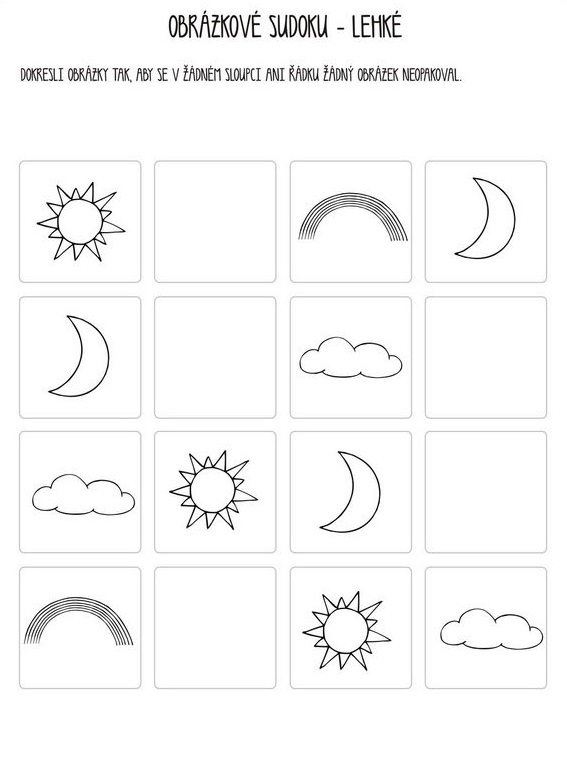 OBRÁZKOVÉ SUDOKU - LEHKÉ
DOKRESLI OBRÁZKY TAK, ABY SE V ŽÁDNÉM SLOUPCI ANI ŘÁDKU ŽÁDNÝ OBRÁZEK NEOPAKOVAL.